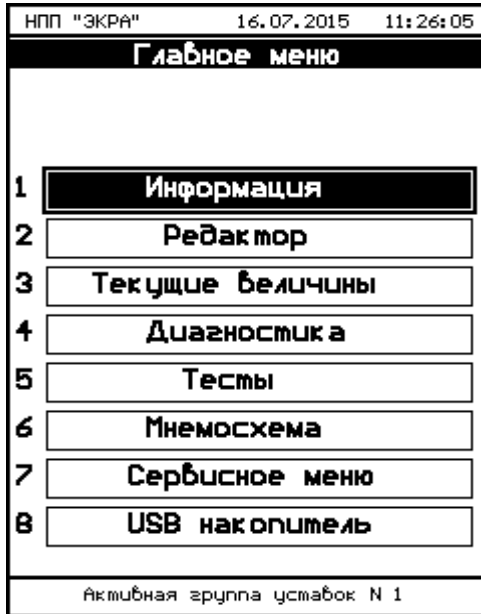 НПП "ЭКРА" 16.07.2015 11:26:05
Главное меню
1 Информация
2 Редактор
3 Текущие величины
4 Диагностика
5 Тесты
6 Мнемосхема
7 Сервисное меню
8 USB накопитель
Активная группа уставок N 1